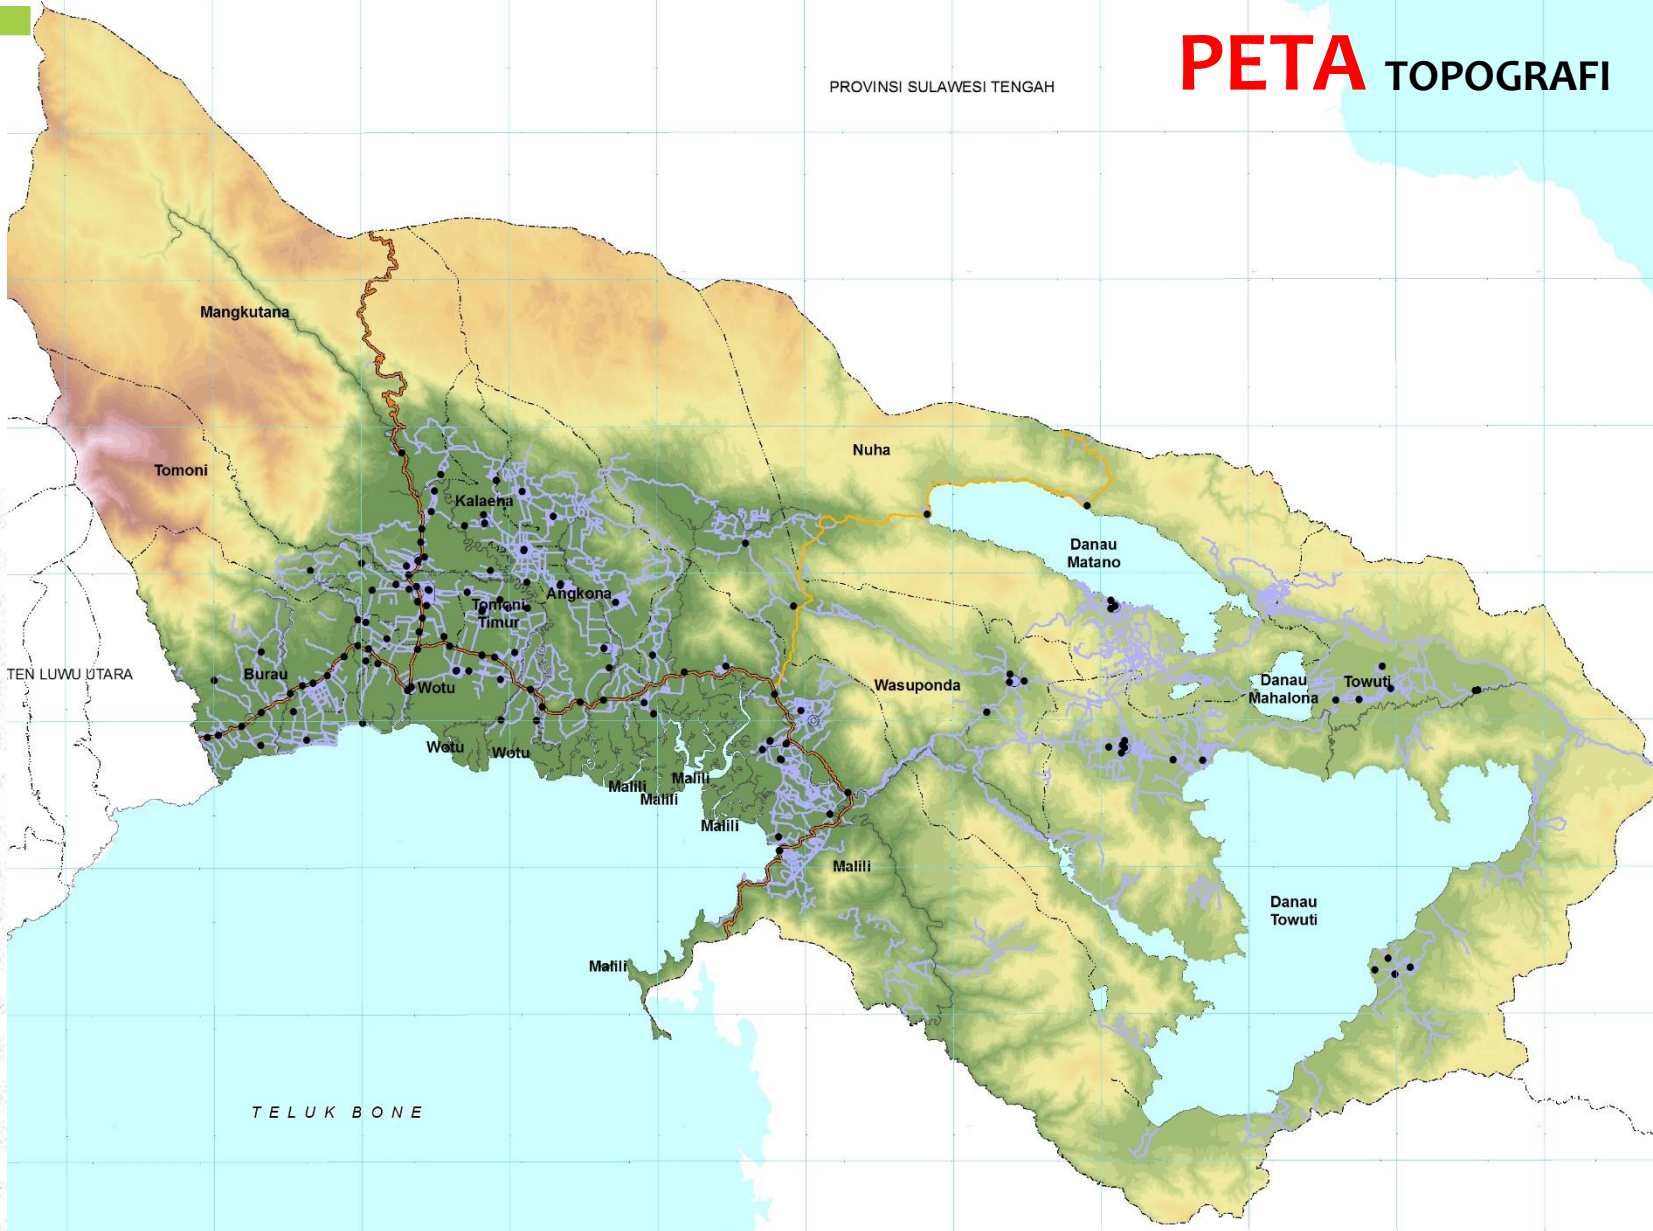 PETA TOPOGRAFI
PROVINSI SULAWESI TENGAH
Mangkutana
Nuha
Tomoni
Kalaena
Danau
Matano
Angkona
Tomoni
Timur
TEN LUWU UTARA
Burau
Wotu
Wasuponda
Danau
Mahalona
Towuti
Wotu
Wotu
Malili
Malili
Malili
Malili
Malili
Danau
Towuti
Malili
TELUK BONE